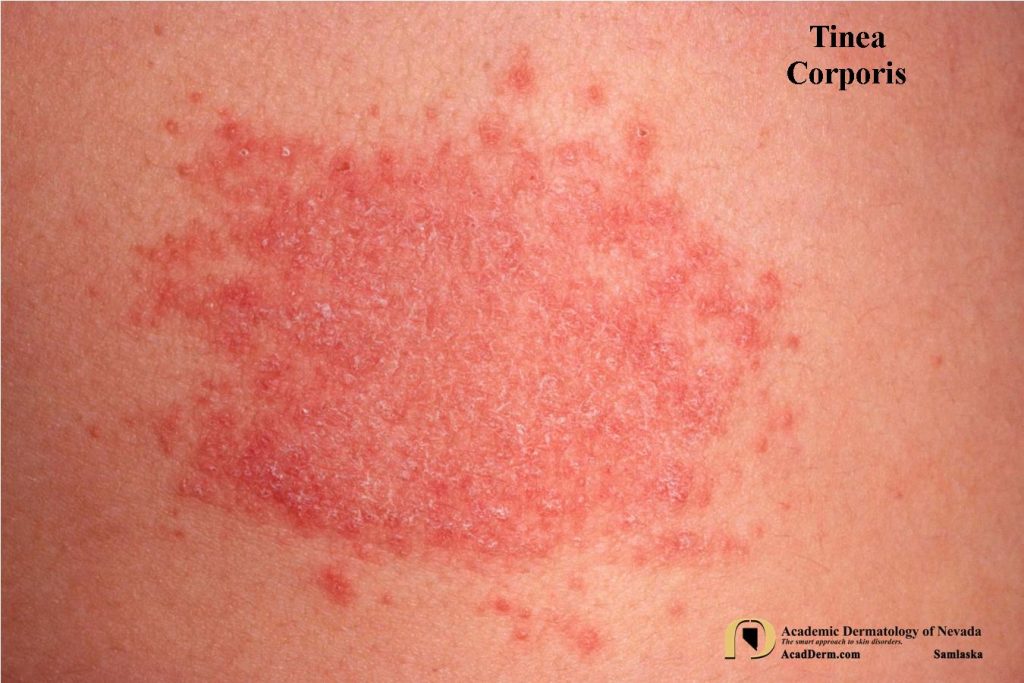 Tinea
Corporis
Academic Dermatology of Nevada
The smart approach to skin disorders.
AcadDerm.com Samlaska